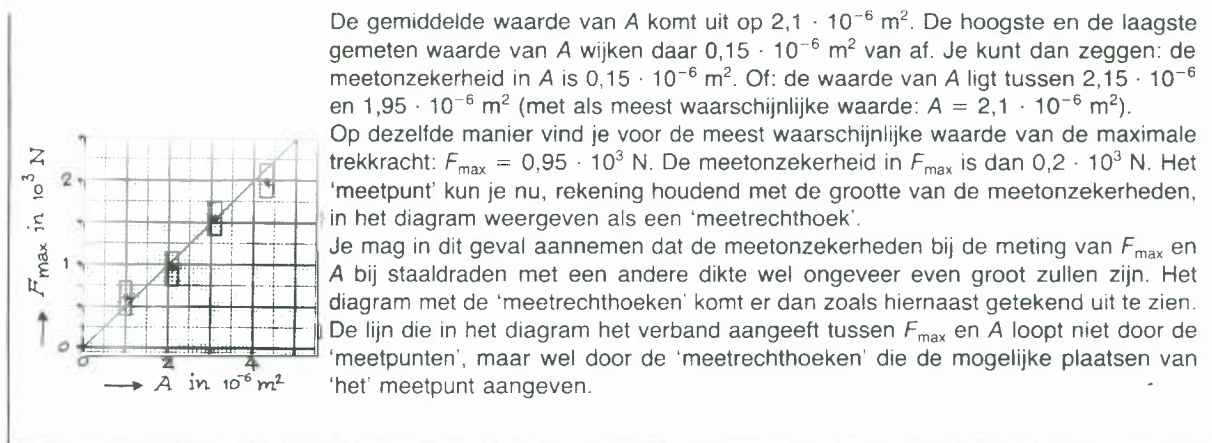 De gemiddelde waarde van A komt uit op 2,1 · 10⁻⁶ m². De hoogste en de laagste
gemeten waarde van A wijken daar 0,15 · 10⁻⁶ m² van af. Je kunt dan zeggen: de
meetonzekerheid in A is 0,15 · 10⁻⁶ m². Of: de waarde van A ligt tussen 2,15 · 10⁻⁶
en 1,95 · 10⁻⁶ m² (met als meest waarschijnlijke waarde: A = 2,1 · 10⁻⁶ m²).
Op dezelfde manier vind je voor de meest waarschijnlijke waarde van de maximale
trekkracht: Fmax = 0,95 · 10³ N. De meetonzekerheid in Fmax is dan 0,2 · 10³ N. Het
'meetpunt' kun je nu, rekening houdend met de grootte van de meetonzekerheden,
in het diagram weergeven als een 'meetrechthoek'.
Je mag in dit geval aannemen dat de meetonzekerheden bij de meting van Fmax en
A bij staaldraden met een andere dikte wel ongeveer even groot zullen zijn. Het
diagram met de 'meetrechthoeken' komt er dan zoals hiernaast getekend uit te zien.
De lijn die in het diagram het verband aangeeft tussen Fmax en A loopt niet door de
'meetpunten', maar wel door de 'meetrechthoeken' die de mogelijke plaatsen van
'het' meetpunt aangeven.
→ Fmax in 10³ N
2
1
0
0 2 4
→ A in 10⁻⁶ m²